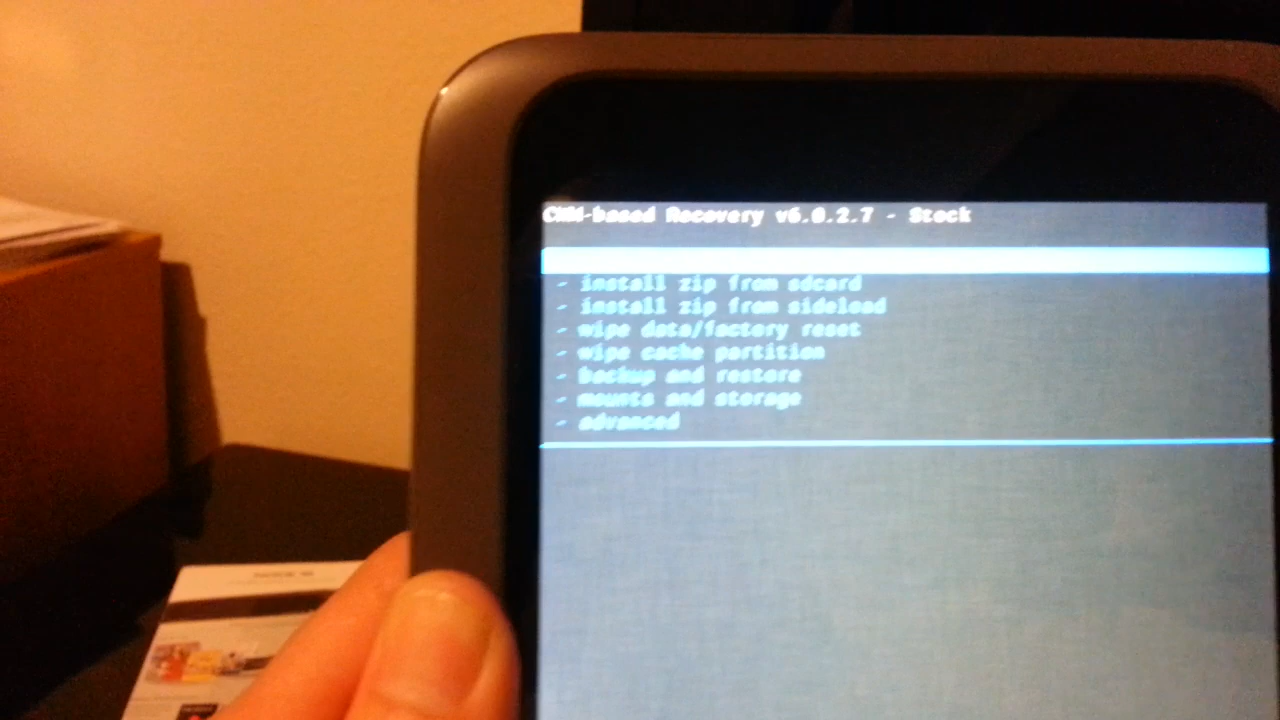 CWM-based Recovery v6.0.2.7 - Stock
- install zip from sdcard
- install zip from sideload
- wipe data/factory reset
- wipe cache partition
- backup and restore
- mounts and storage
- advanced